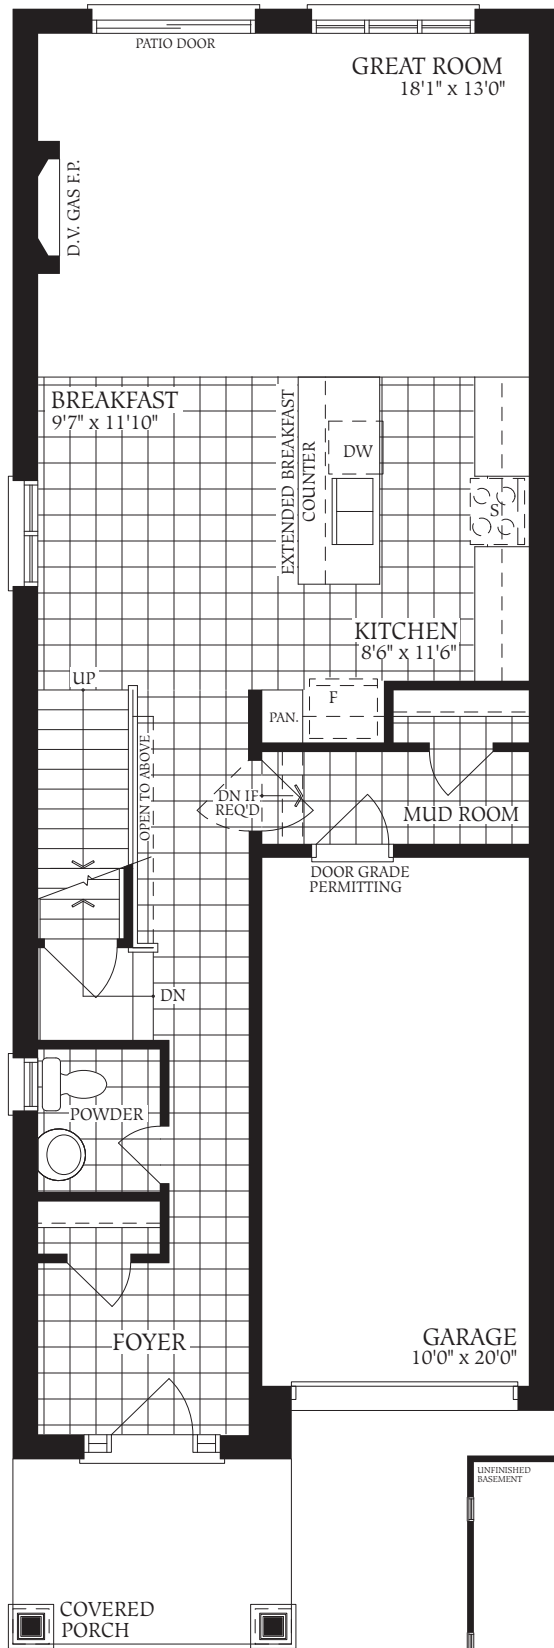 PATIO DOOR
GREAT ROOM
18'1" x 13'0"
D.V. GAS F.P.
BREAKFAST
9'7" x 11'10"
EXTENDED BREAKFAST
COUNTER
DW
S
KITCHEN
8'6" x 11'6"
UP
F
PAN.
OPEN TO ABOVE
DN IF
REQ'D
MUD ROOM
DOOR GRADE
PERMITTING
DN
POWDER
FOYER
GARAGE
10'0" x 20'0"
UNFINISHED
BASEMENT
COVERED
PORCH